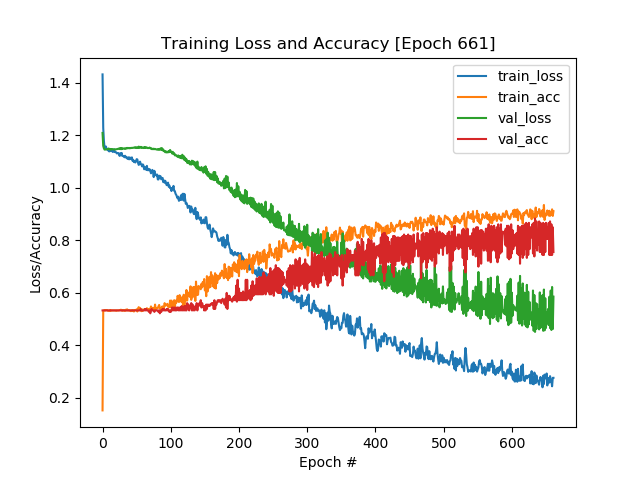 Training Loss and Accuracy [Epoch 661]
train_loss
train_acc
val_loss
val_acc
Loss/Accuracy
1.4
1.2
1.0
0.8
0.6
0.4
0.2
0 100 200 300 400 500 600
Epoch #